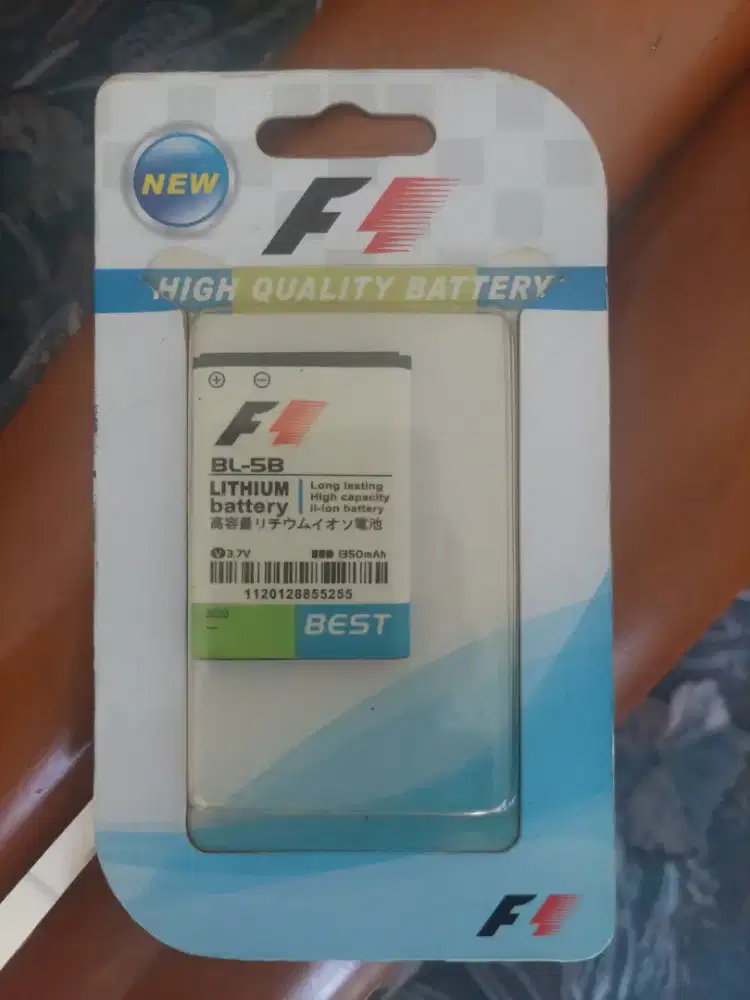 NEW
F1
HIGH QUALITY BATTERY
F1
BL-5B
LITHIUM
battery
Long lasting
High capacity
li-ion battery
高容量リチウムイオソ電池
V 3.7V
1350mAh
1120128855255
BEST
F1